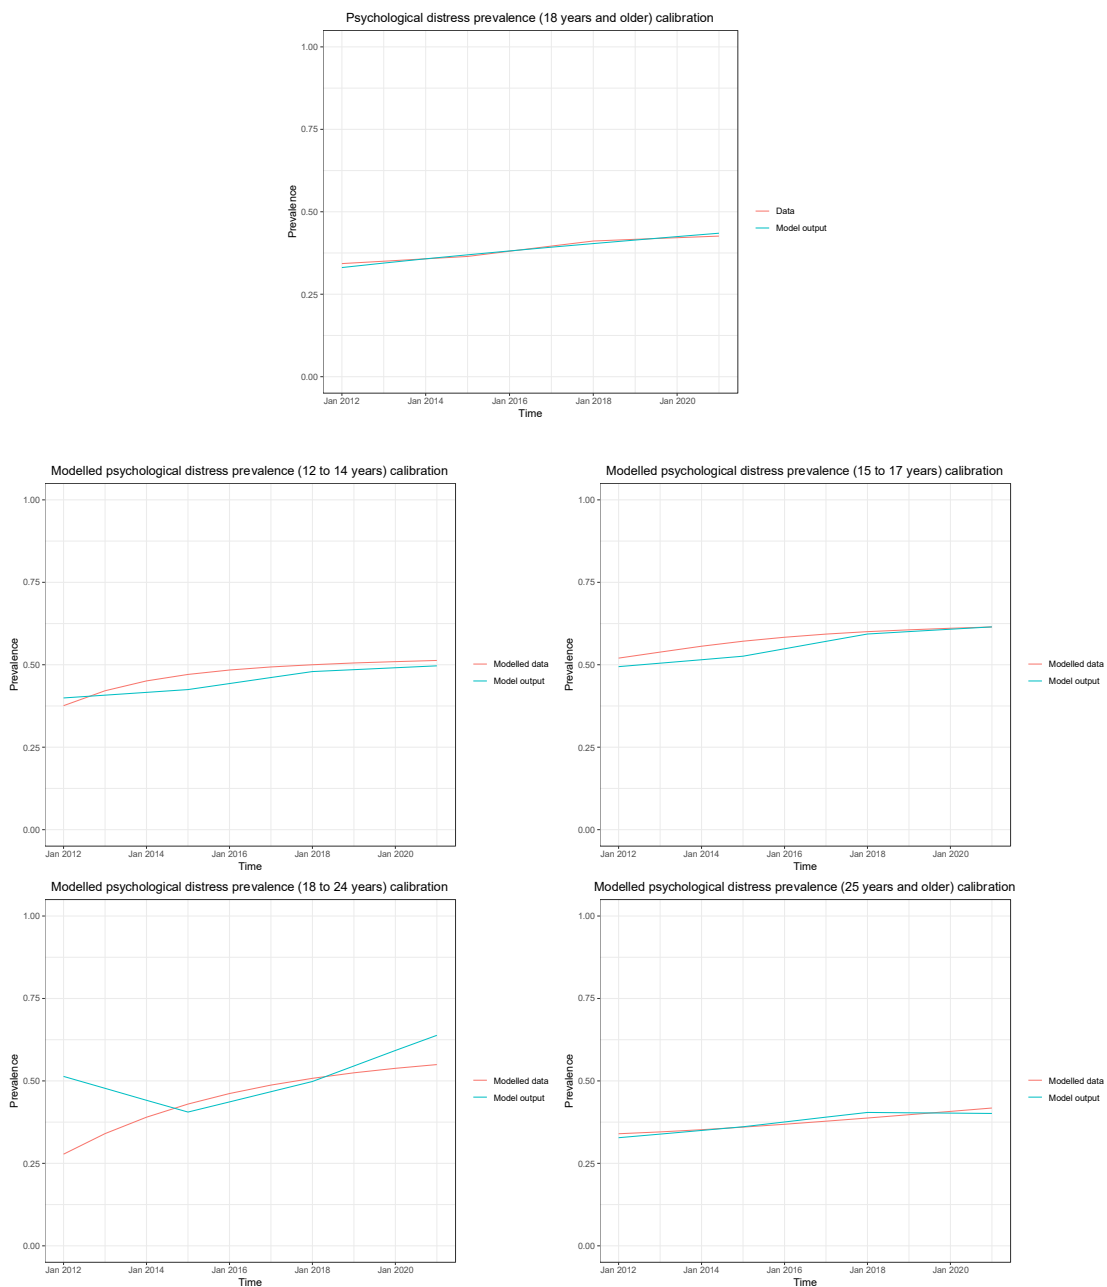 Psychological distress prevalence (18 years and older) calibration
1.00
0.75
0.50
0.25
0.00
Prevalence
Jan 2012 Jan 2014 Jan 2016 Jan 2018 Jan 2020
Time
Data
Model output
Modelled psychological distress prevalence (12 to 14 years) calibration
1.00
0.75
0.50
0.25
0.00
Prevalence
Jan 2012 Jan 2014 Jan 2016 Jan 2018 Jan 2020
Time
Modelled data
Model output
Modelled psychological distress prevalence (15 to 17 years) calibration
1.00
0.75
0.50
0.25
0.00
Prevalence
Jan 2012 Jan 2014 Jan 2016 Jan 2018 Jan 2020
Time
Modelled data
Model output
Modelled psychological distress prevalence (18 to 24 years) calibration
1.00
0.75
0.50
0.25
0.00
Prevalence
Jan 2012 Jan 2014 Jan 2016 Jan 2018 Jan 2020
Time
Modelled data
Model output
Modelled psychological distress prevalence (25 years and older) calibration
1.00
0.75
0.50
0.25
0.00
Prevalence
Jan 2012 Jan 2014 Jan 2016 Jan 2018 Jan 2020
Time
Modelled data
Model output